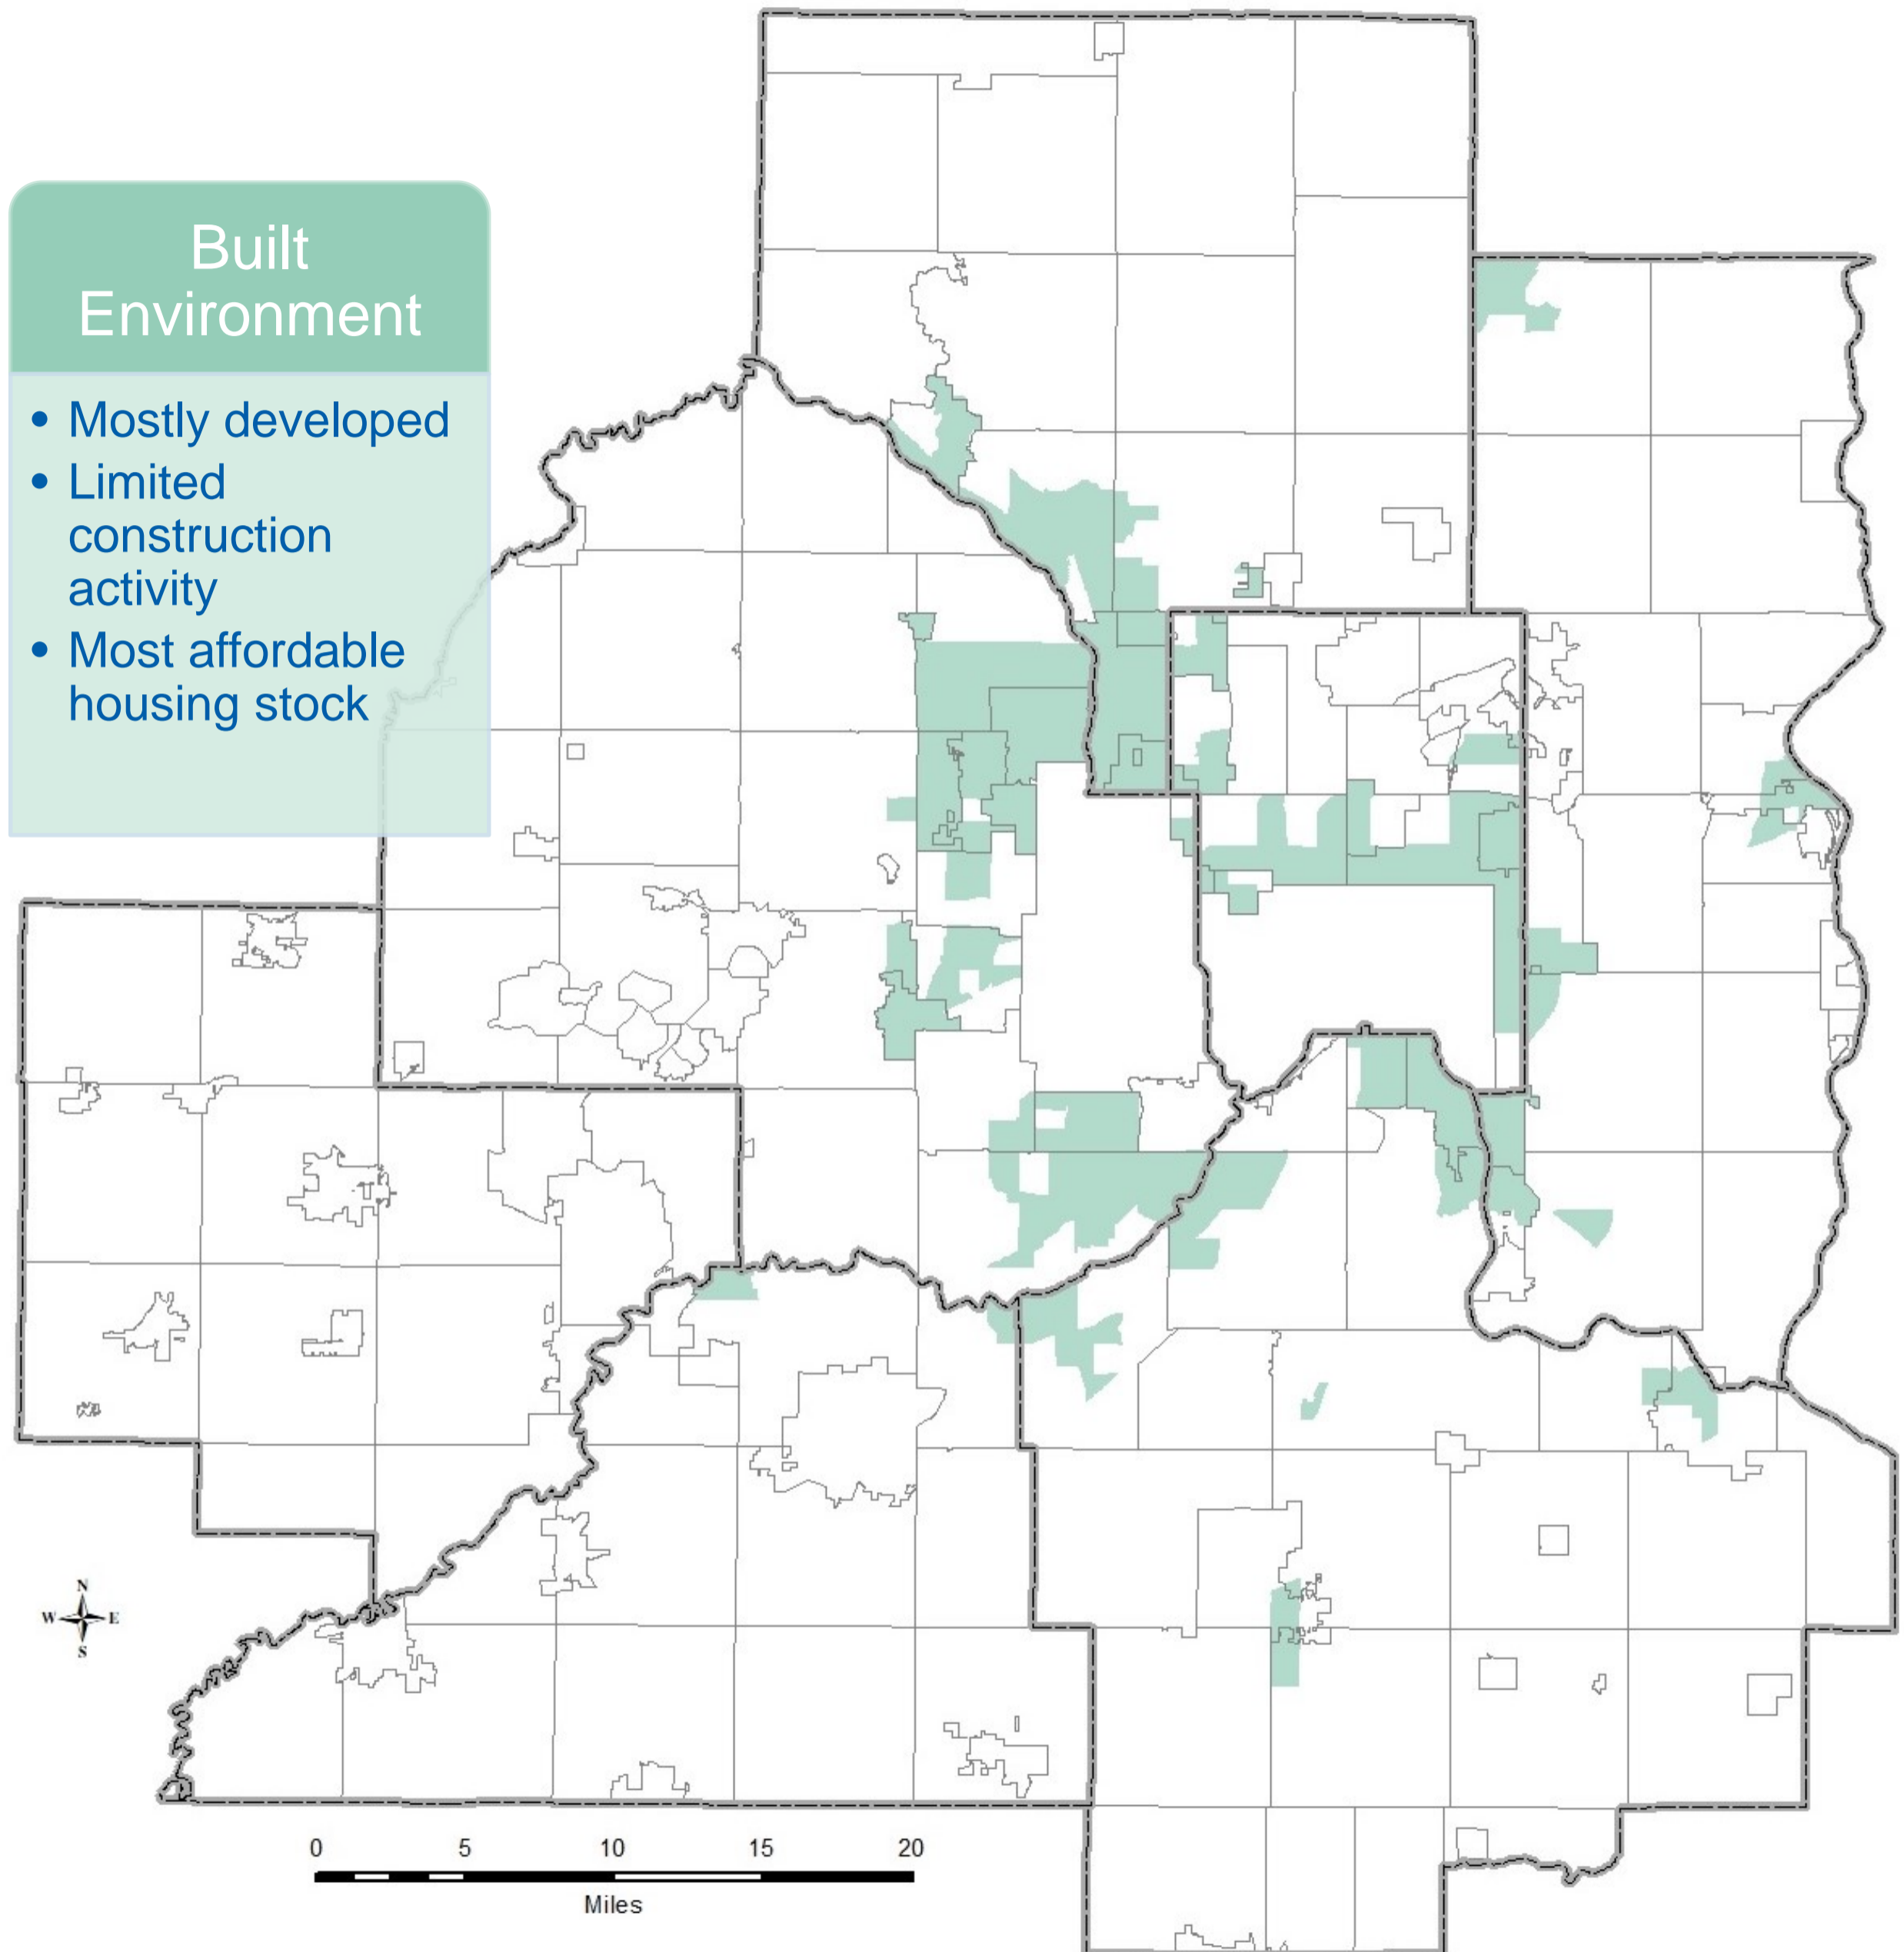 Built
Environment
• Mostly developed
• Limited
construction
activity
• Most affordable
housing stock
N
W E
S
0 5 10 15 20
Miles